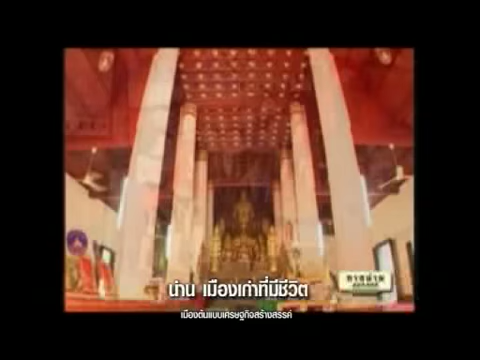 น่าน เมืองเก่าที่มีชีวิต
เมืองต้นแบบเศรษฐกิจสร้างสรรค์